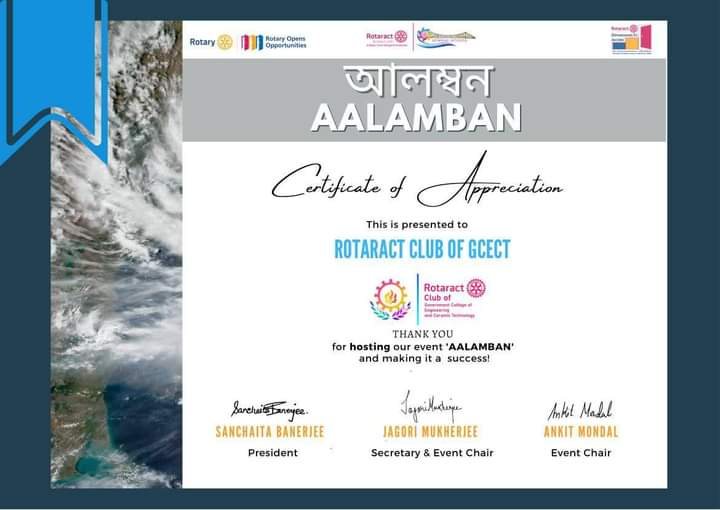 Rotary
Rotary Opens
Opportunities
Rotaract
Rotaract
আলম্বন
AALAMBAN
Certificate of Appreciation
This is presented to
ROTARACT CLUB OF GCECT
Rotaract
Club of
Government College of
Engineering
and Ceramic Technology
THANK YOU
for hosting our event 'AALAMBAN'
and making it a success!
Sanchaita Banerjee
Jagori Mukherjee
Ankit Modal
SANCHAITA BANERJEE
JAGORI MUKHERJEE
ANKIT MONDAL
President
Secretary & Event Chair
Event Chair